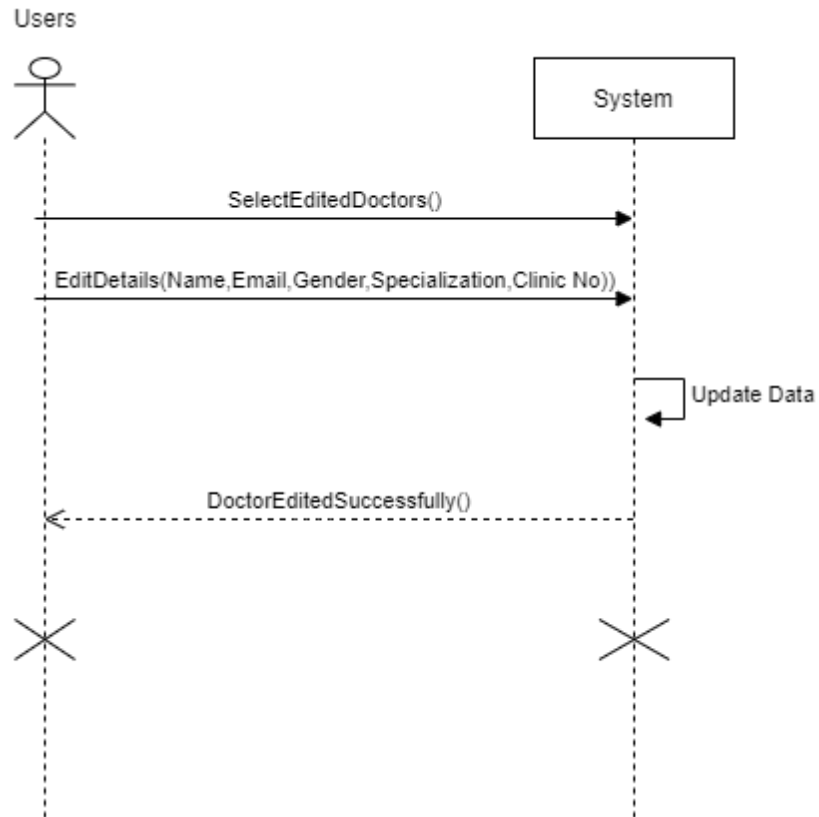 Users
System
SelectEditedDoctors()
EditDetails(Name,Email,Gender,Specialization,Clinic No))
Update Data
DoctorEditedSuccessfully()